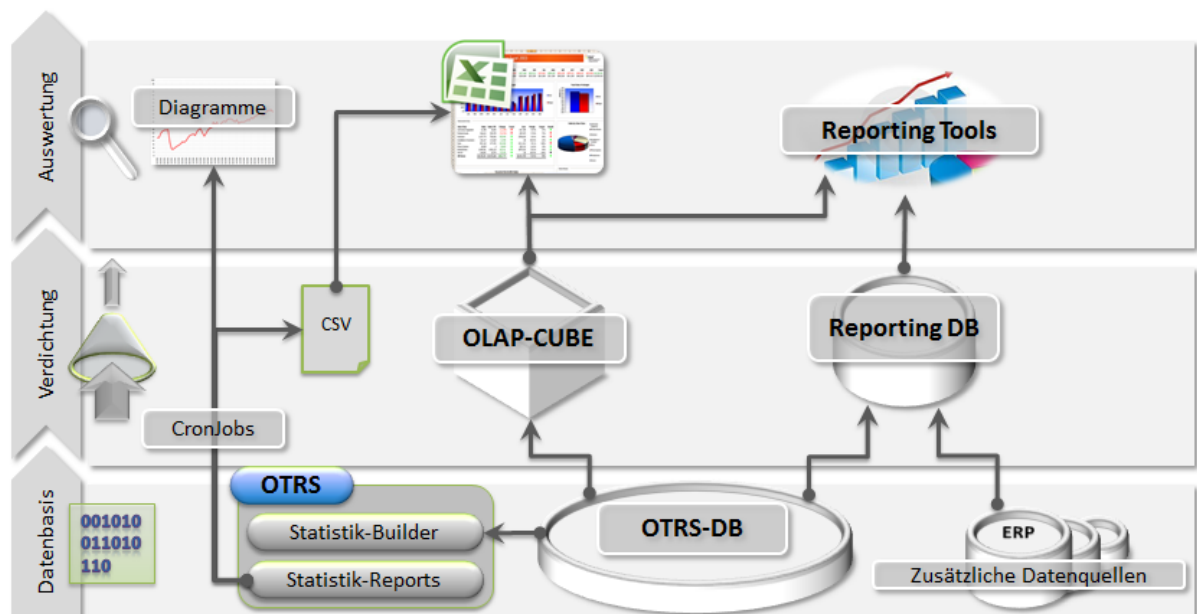 Auswertung
Diagramme
Reporting Tools
Verdichtung
CSV
OLAP-CUBE
Reporting DB
CronJobs
Datenbasis
001010
011010
110
OTRS
Statistik-Builder
Statistik-Reports
OTRS-DB
ERP
Zusätzliche Datenquellen